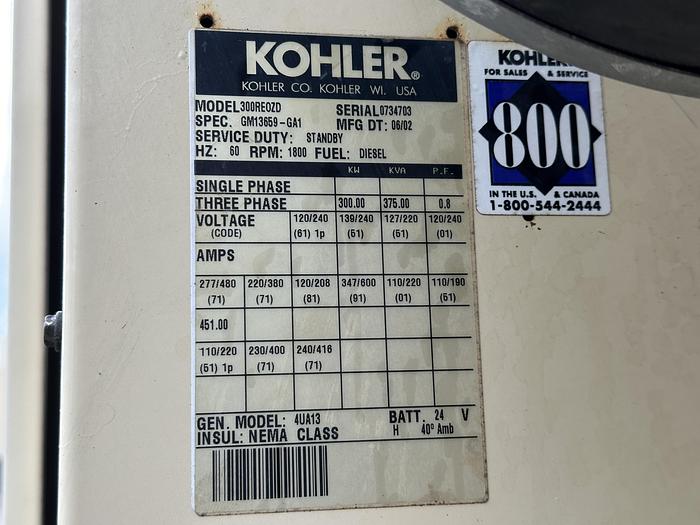 KOHLER®
KOHLER CO. KOHLER WI. USA
MODEL 300REOZD SERIAL 0734703
SPEC. GM13659-GA1 MFG DT: 06/02
SERVICE DUTY: STANDBY
HZ: 60 RPM: 1800 FUEL: DIESEL
KW KVA P.F.
SINGLE PHASE
THREE PHASE 300.00 375.00 0.8
VOLTAGE 120/240 139/240 127/220 120/240
(CODE) (61) 1p (51) (51) (01)
AMPS
277/480 220/380 120/208 347/600 110/220 110/190
(71) (71) (81) (91) (01) (51)
451.00
110/220 230/400 240/416
(51) 1p (71) (71)
GEN. MODEL: 4UA13 BATT. 24 V
INSUL: NEMA CLASS H 40° Amb
KOHLER
FOR SALES & SERVICE
800
IN THE U.S. & CANADA
1-800-544-2444